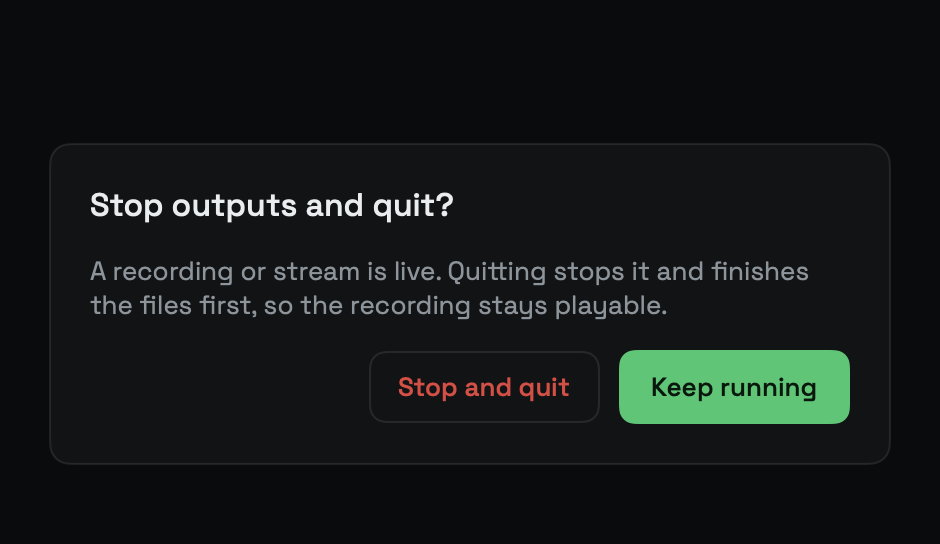 Stop outputs and quit?
A recording or stream is live. Quitting stops it and finishes
the files first, so the recording stays playable.
Stop and quit
Keep running